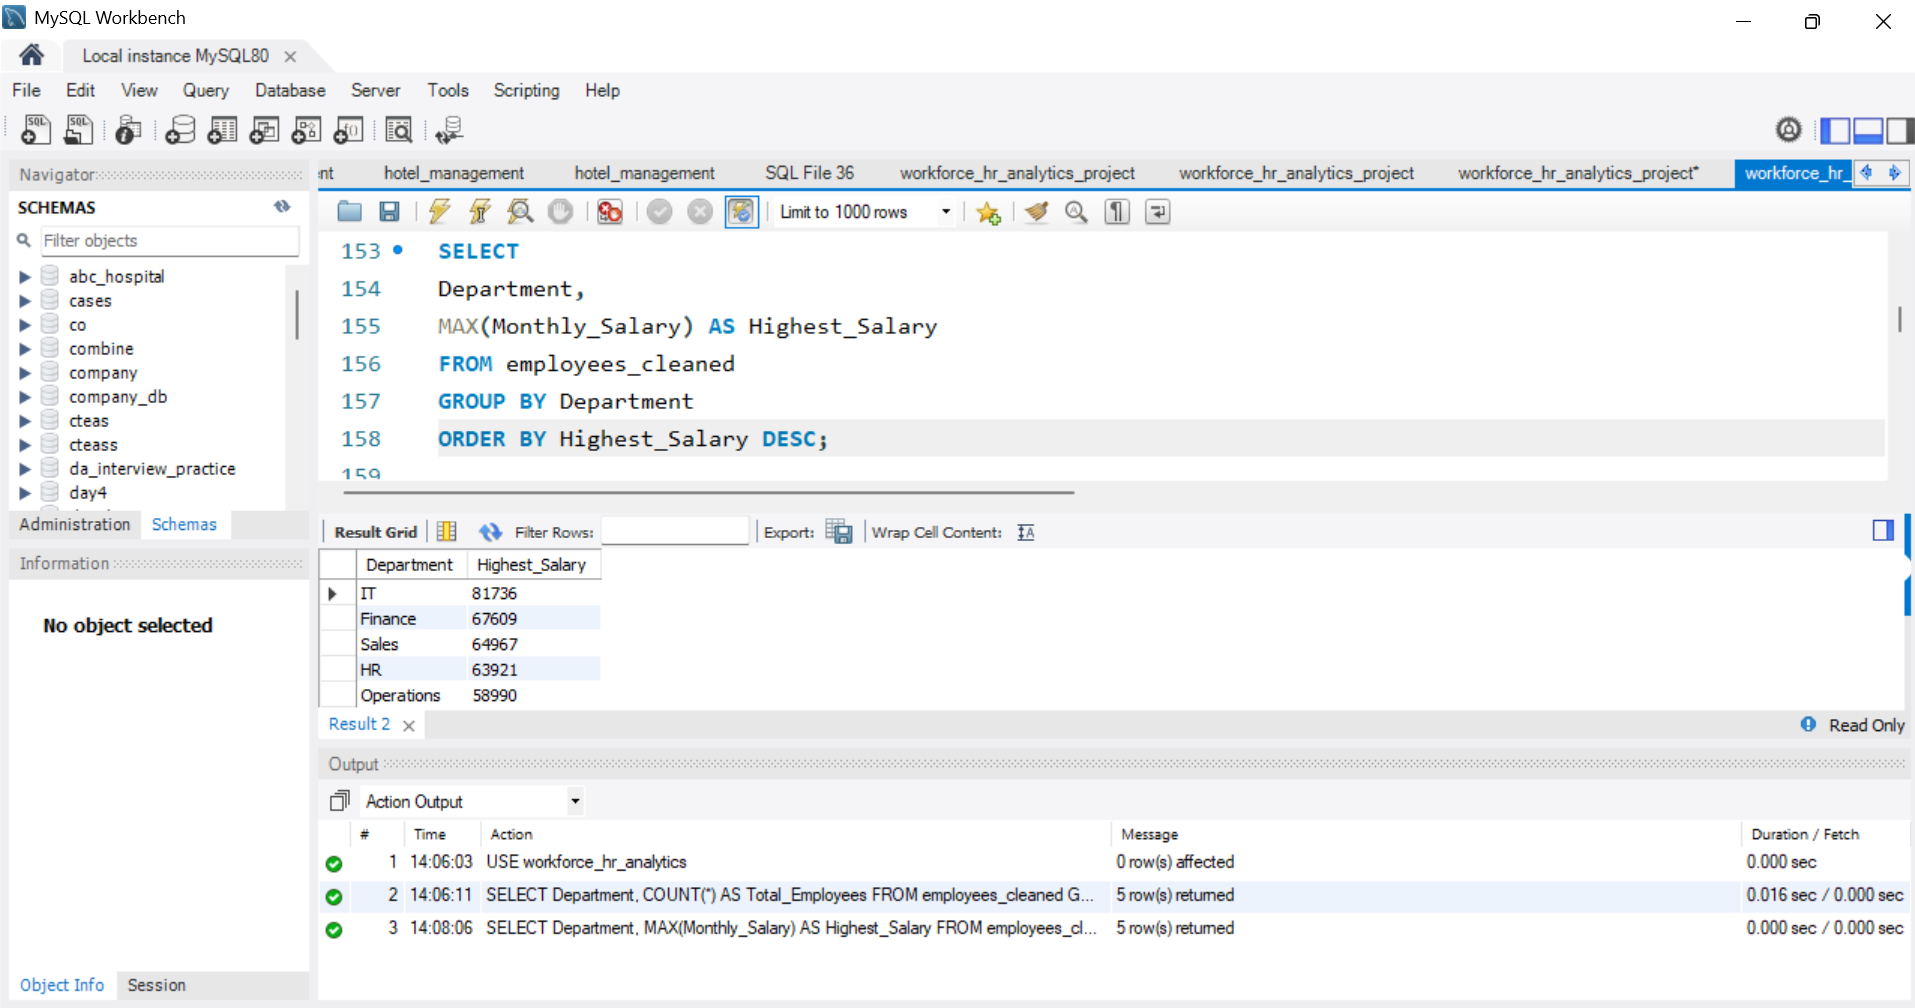 MySQL Workbench
Local instance MySQL80
File Edit View Query Database Server Tools Scripting Help
Navigator
SCHEMAS
Filter objects
abc_hospital
cases
co
combine
company
company_db
cteas
cteass
da_interview_practice
day4
Administration Schemas
Information
No object selected
Object Info Session
nt hotel_management hotel_management SQL File 36 workforce_hr_analytics_project workforce_hr_analytics_project workforce_hr_analytics_project* workforce_hr_
Limit to 1000 rows
153 SELECT
154 Department,
155 MAX(Monthly_Salary) AS Highest_Salary
156 FROM employees_cleaned
157 GROUP BY Department
158 ORDER BY Highest_Salary DESC;
159
Result Grid Filter Rows: Export: Wrap Cell Content:
Department Highest_Salary
IT 81736
Finance 67609
Sales 64967
HR 63921
Operations 58990
Result 2 Read Only
Output
Action Output
# Time Action Message Duration / Fetch
1 14:06:03 USE workforce_hr_analytics 0 row(s) affected 0.000 sec
2 14:06:11 SELECT Department, COUNT(*) AS Total_Employees FROM employees_cleaned G... 5 row(s) returned 0.016 sec / 0.000 sec
3 14:08:06 SELECT Department, MAX(Monthly_Salary) AS Highest_Salary FROM employees_cl... 5 row(s) returned 0.000 sec / 0.000 sec